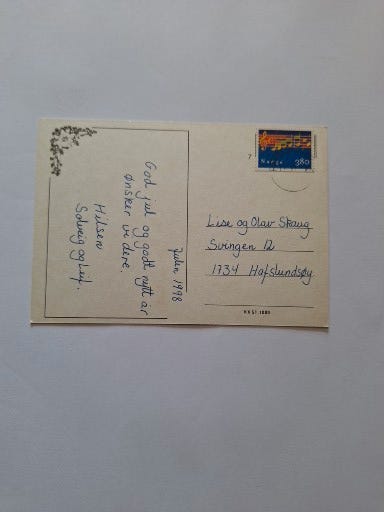 Julen 1998
God jul og godt nytt år
ønsker vi dere.
Hilsen
Solveig og Leif.
Norge 380
Lise og Olav Skaug
Svingen 12
1734 Hafslundsøy